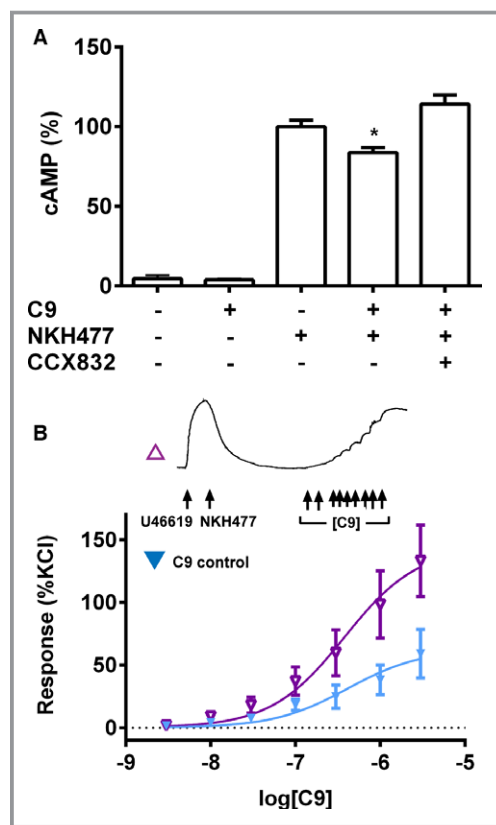 A
150
100
50
0
cAMP (%)
*
C9 - + - + +
NKH477 - - + + +
CCX832 - - - - +
B
U46619 NKH477 [C9]
C9 control
150
100
50
0
Response (%KCl)
-9 -8 -7 -6 -5
log[C9]